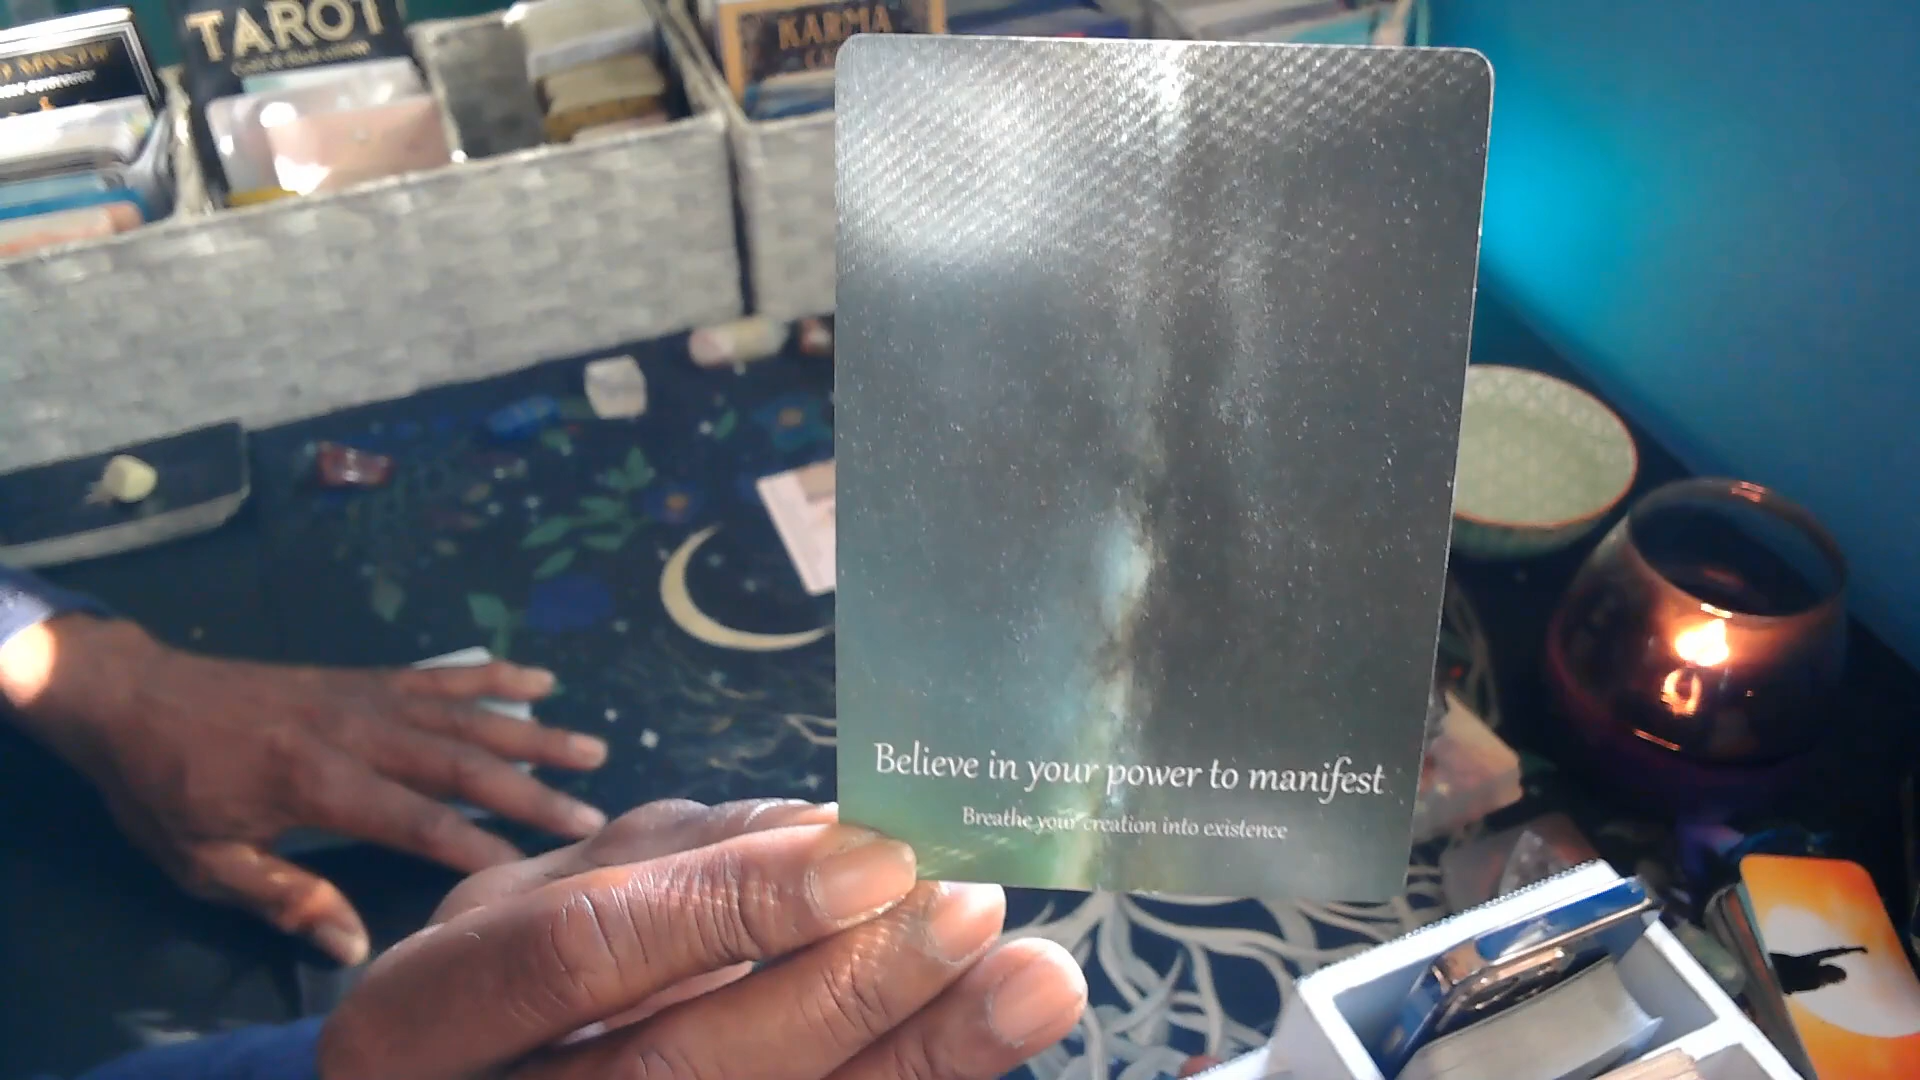 TAROT
KARMA
Believe in your power to manifest
Breathe your creation into existence